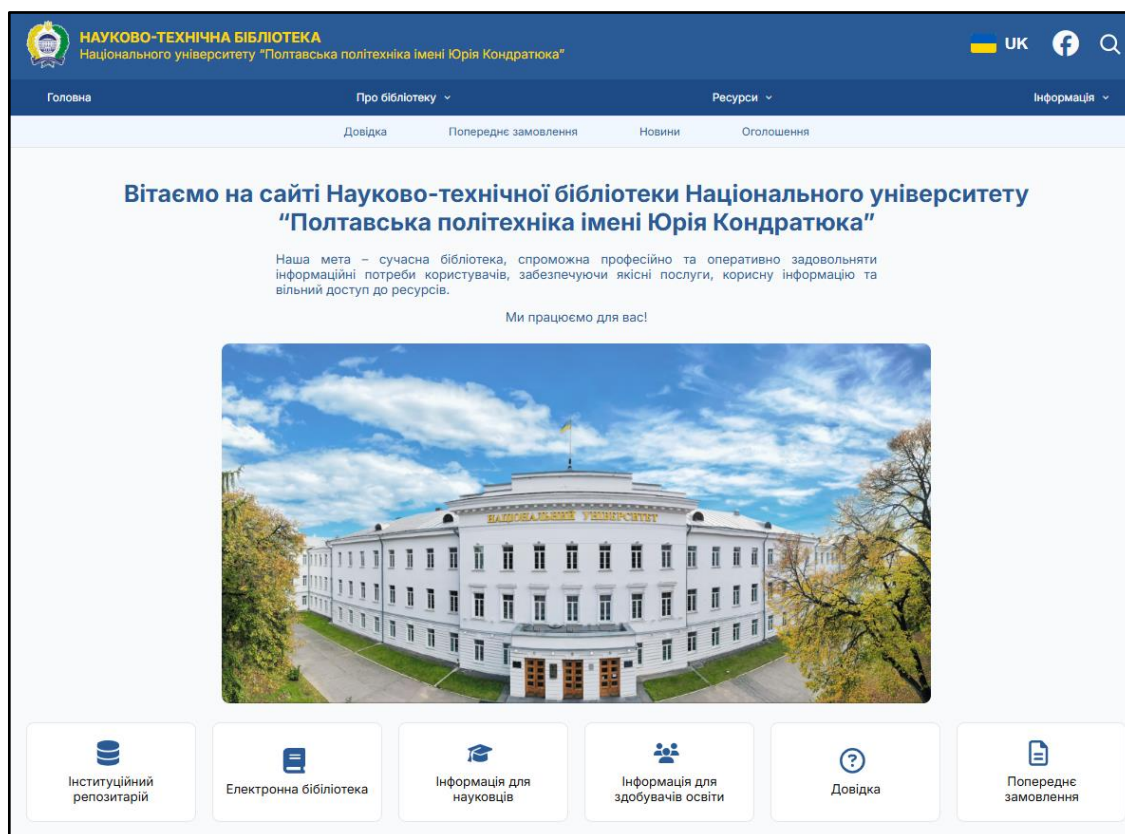 НАУКОВО-ТЕХНІЧНА БІБЛІОТЕКА
Національного університету “Полтавська політехніка імені Юрія Кондратюка”
UK
Головна
Про бібліотеку
Ресурси
Інформація
Довідка
Попереднє замовлення
Новини
Оголошення
Вітаємо на сайті Науково-технічної бібліотеки Національного університету
“Полтавська політехніка імені Юрія Кондратюка”
Наша мета – сучасна бібліотека, спроможна професійно та оперативно задовольняти
інформаційні потреби користувачів, забезпечуючи якісні послуги, корисну інформацію та
вільний доступ до ресурсів.
Ми працюємо для вас!
НАЦІОНАЛЬНИЙ УНІВЕРСИТЕТ
Інституційний
репозитарій
Електронна бібіліотека
Інформація для
науковців
Інформація для
здобувачів освіти
Довідка
Попереднє
замовлення